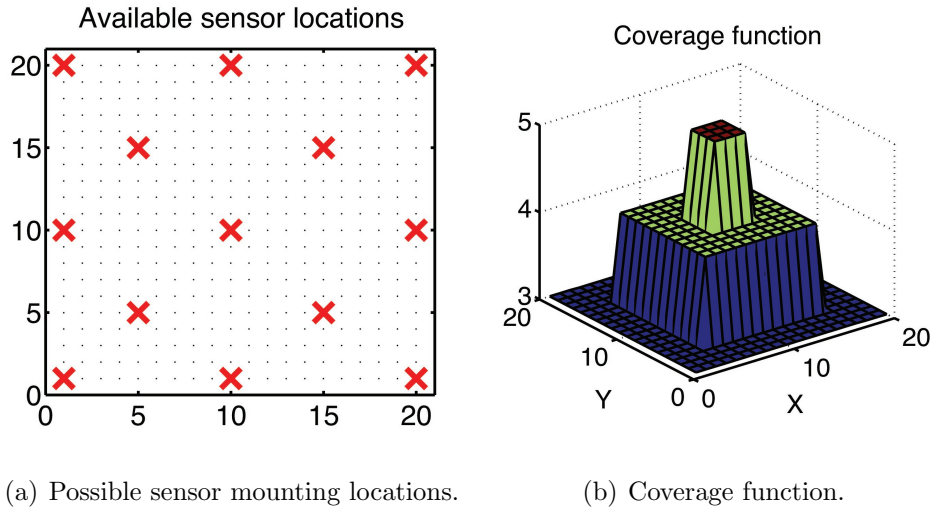 Available sensor locations
20
15
10
5
0
0 5 10 15 20
Coverage function
5
4
3
20
10
0
Y
0
10
20
X
(a) Possible sensor mounting locations.
(b) Coverage function.